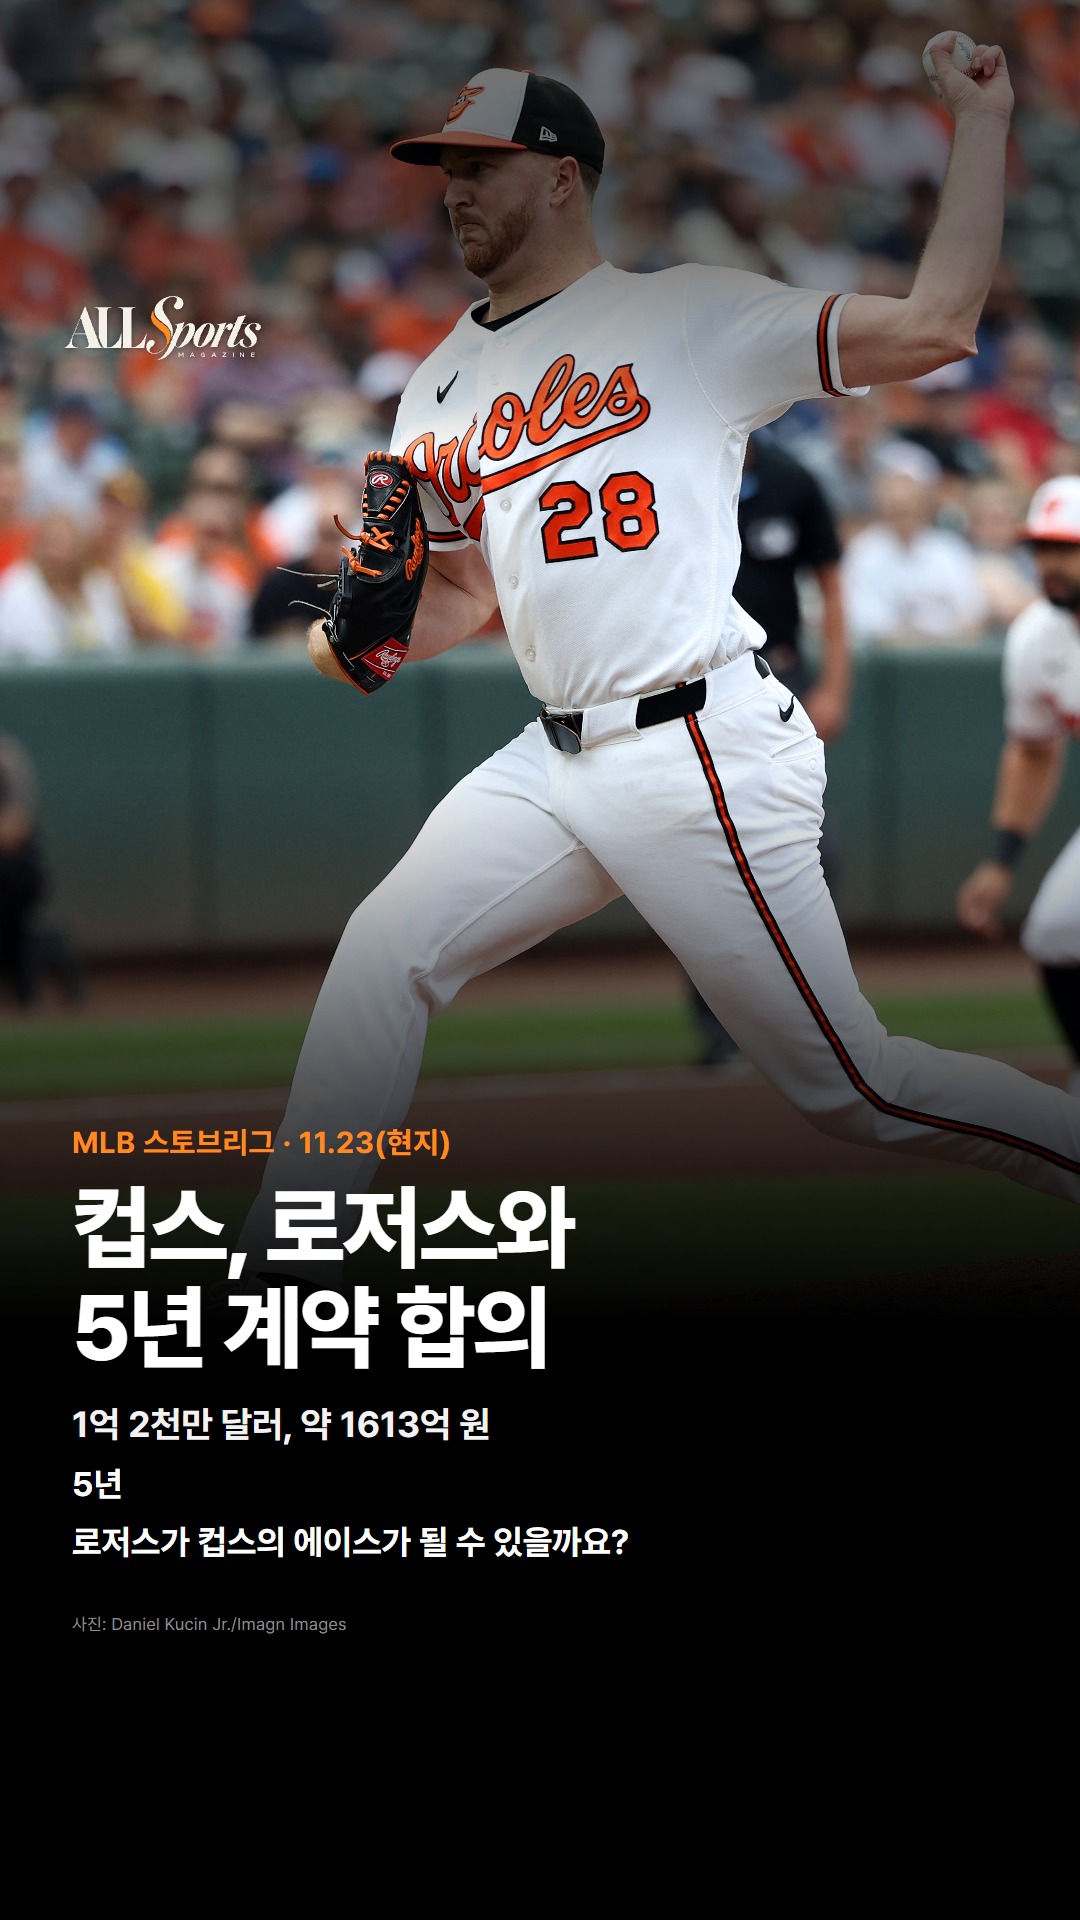 ALL Sports
MAGAZINE
Orioles
28
MLB 스토브리그 · 11.23(현지)
컵스, 로저스와
5년 계약 합의
1억 2천만 달러, 약 1613억 원
5년
로저스가 컵스의 에이스가 될 수 있을까요?
사진: Daniel Kucin Jr./Imagn Images